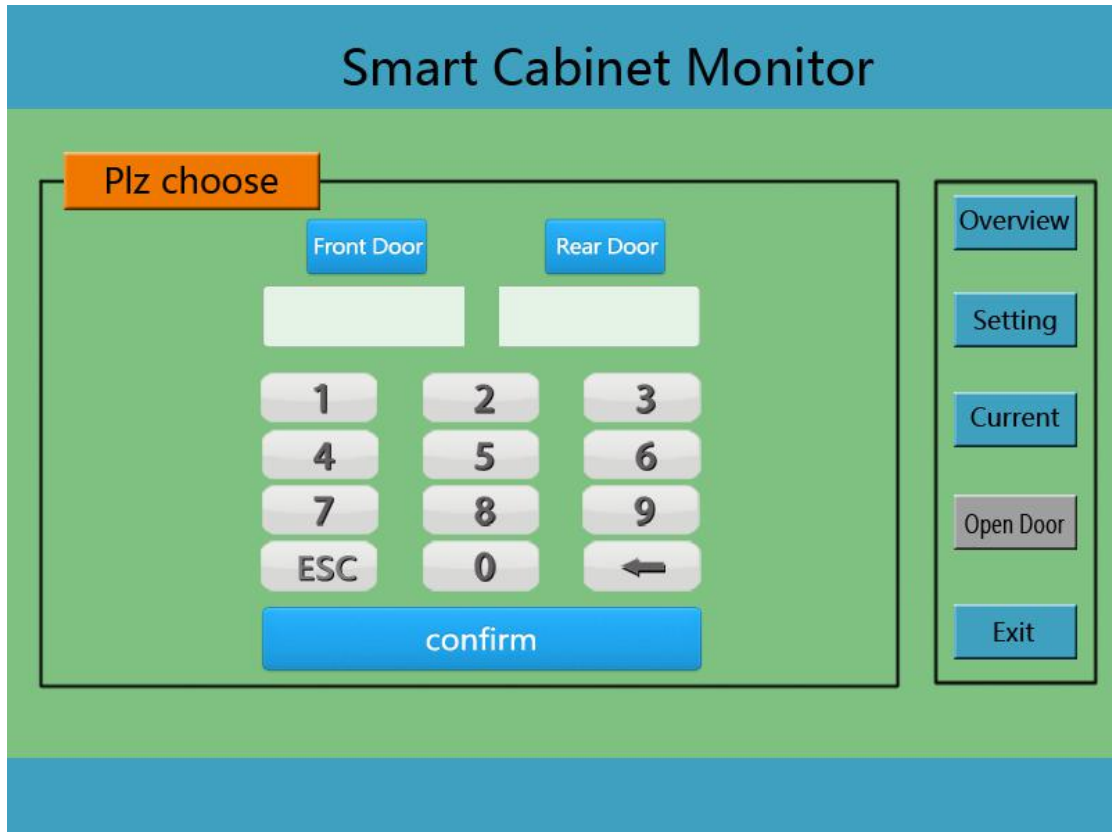 Smart Cabinet Monitor
Plz choose
Front Door
Rear Door
1 2 3
4 5 6
7 8 9
ESC 0 ←
confirm
Overview
Setting
Current
Open Door
Exit